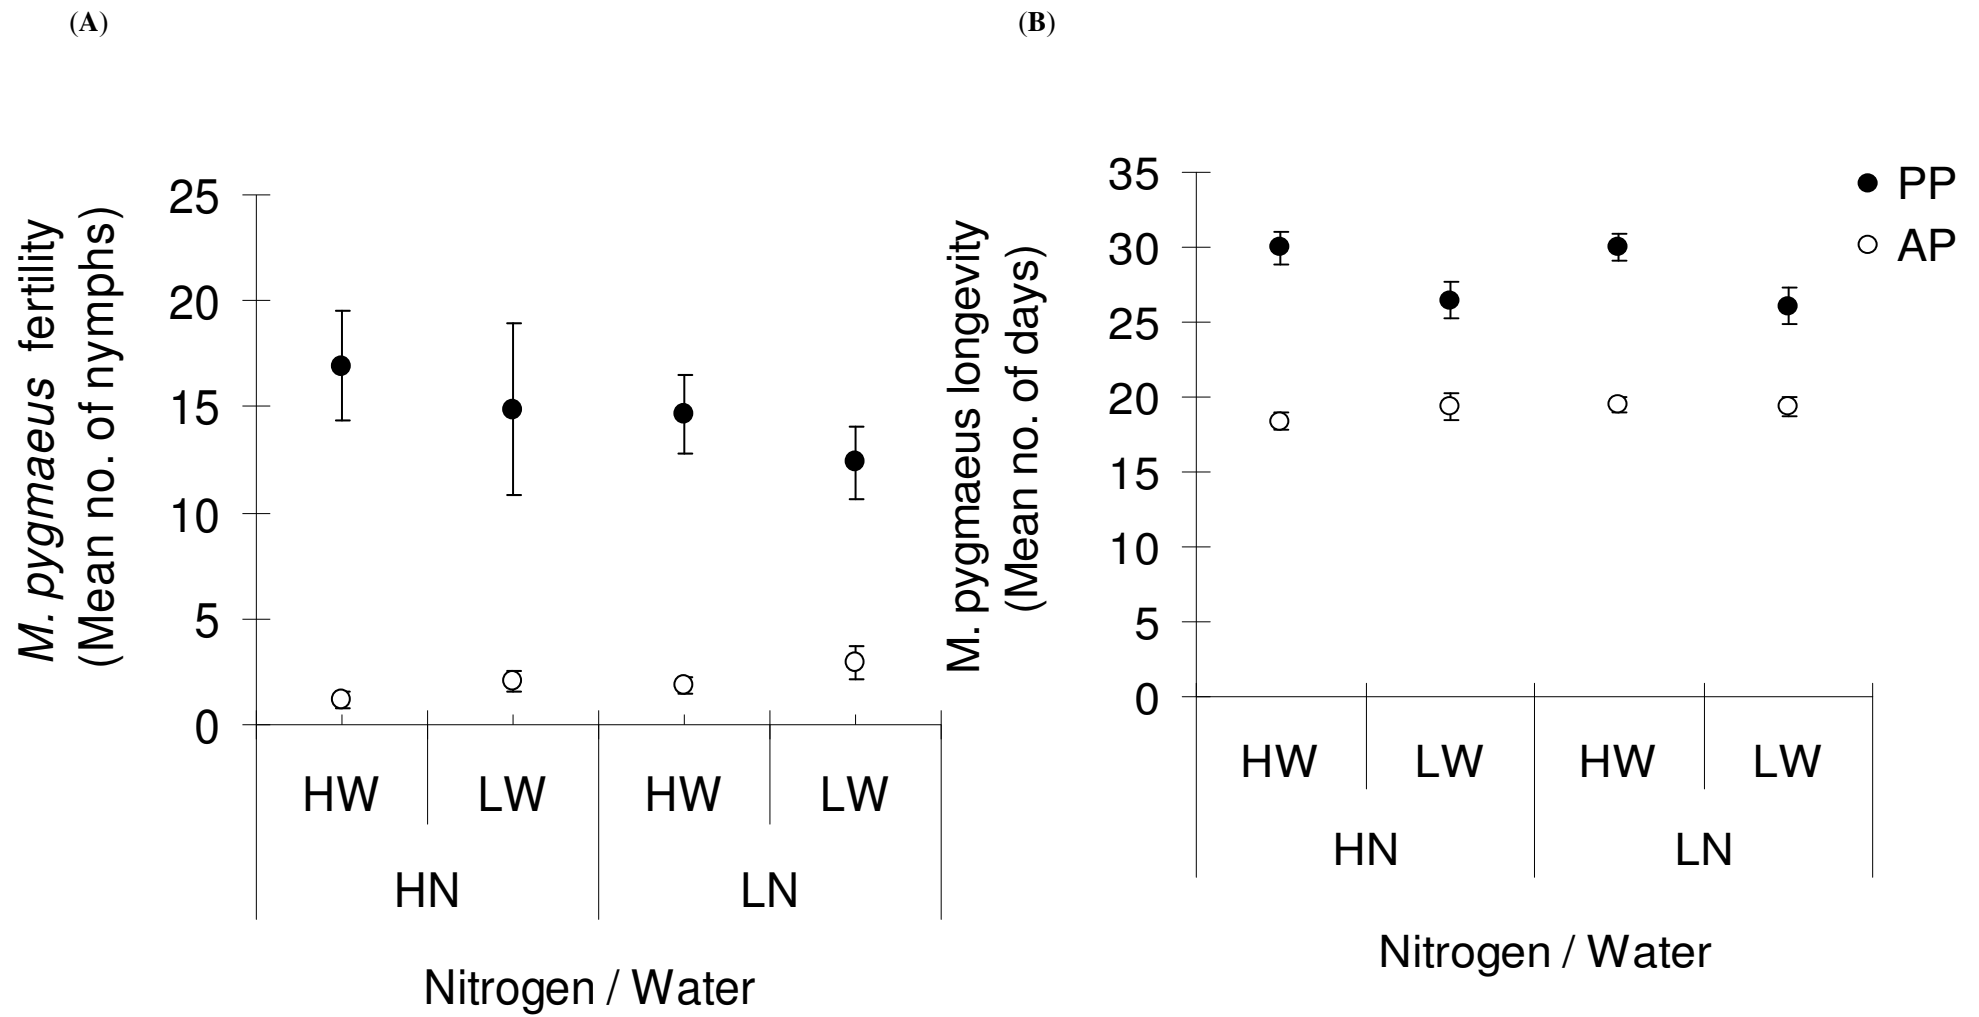 (A)
M. pygmaeus fertility
(Mean no. of nymphs)
25
20
15
10
5
0
HW LW HW LW
HN LN
Nitrogen / Water
(B)
M. pygmaeus longevity
(Mean no. of days)
35
30
25
20
15
10
5
0
HW LW HW LW
HN LN
Nitrogen / Water
PP
AP